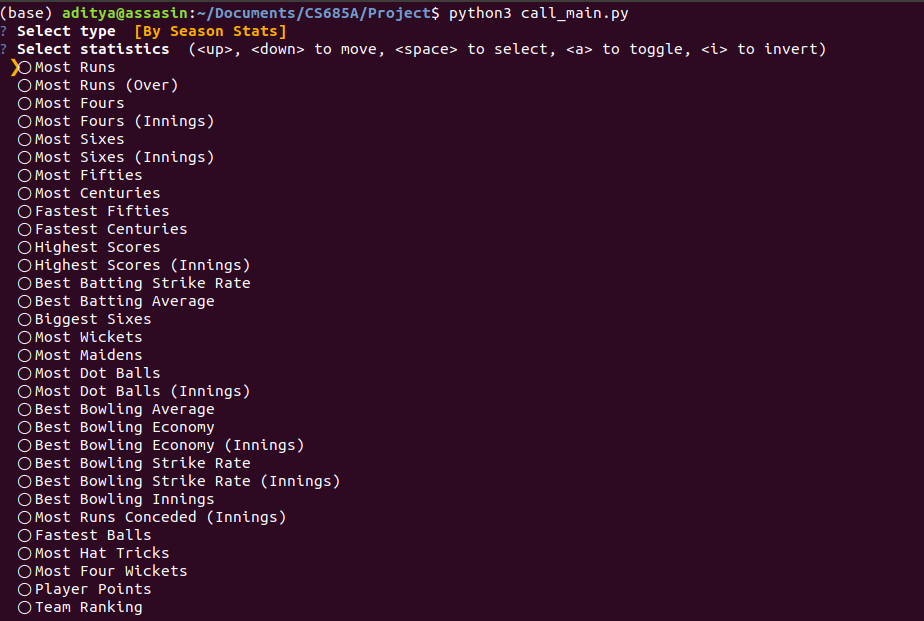 (base) aditya@assasin:~/Documents/CS685A/Project$ python3 call_main.py
? Select type  [By Season Stats]
? Select statistics  (<up>, <down> to move, <space> to select, <a> to toggle, <i> to invert)
❯○Most Runs
○Most Runs (Over)
○Most Fours
○Most Fours (Innings)
○Most Sixes
○Most Sixes (Innings)
○Most Fifties
○Most Centuries
○Fastest Fifties
○Fastest Centuries
○Highest Scores
○Highest Scores (Innings)
○Best Batting Strike Rate
○Best Batting Average
○Biggest Sixes
○Most Wickets
○Most Maidens
○Most Dot Balls
○Most Dot Balls (Innings)
○Best Bowling Average
○Best Bowling Economy
○Best Bowling Economy (Innings)
○Best Bowling Strike Rate
○Best Bowling Strike Rate (Innings)
○Best Bowling Innings
○Most Runs Conceded (Innings)
○Fastest Balls
○Most Hat Tricks
○Most Four Wickets
○Player Points
○Team Ranking